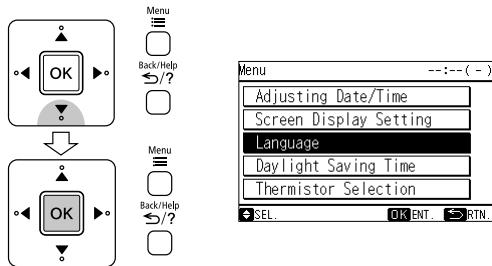 Menu
OK
Back/Help
/?
Menu
OK
Back/Help
/?
Menu --:--( - )
Adjusting Date/Time
Screen Display Setting
Language
Daylight Saving Time
Thermistor Selection
SEL. OK ENT. RTN.